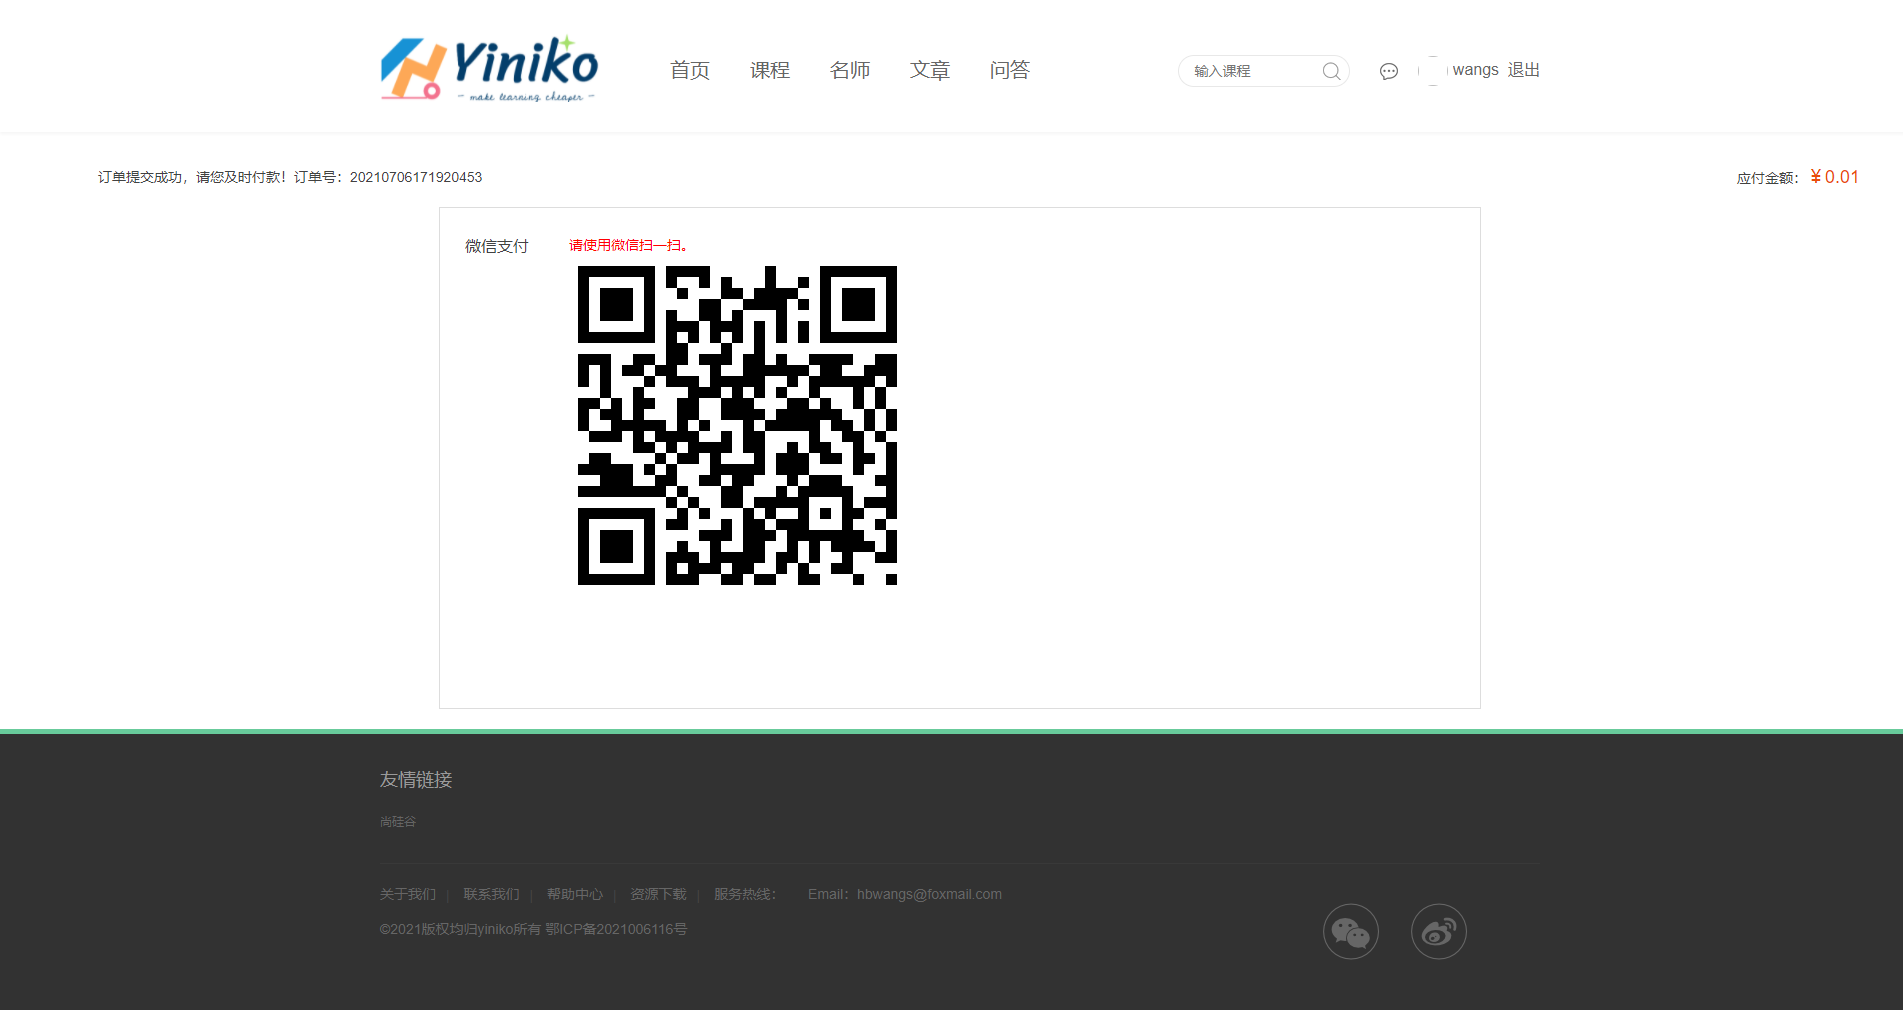 Yiniko
make learning cheaper
首页 课程 名师 文章 问答
输入课程
wangs 退出
订单提交成功，请您及时付款！订单号：20210706171920453
应付金额：￥0.01
微信支付
请使用微信扫一扫。
友情链接
尚硅谷
关于我们 | 联系我们 | 帮助中心 | 资源下载 | 服务热线： Email：hbwangs@foxmail.com
©2021版权均归yiniko所有 鄂ICP备2021006116号